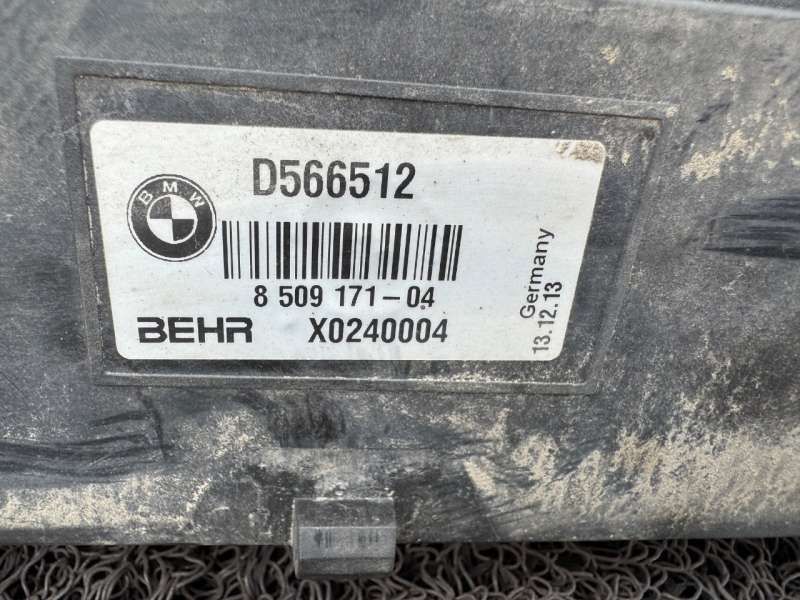 D566512
BMW
8 509 171-04
BEHR X0240004
Germany
13.12.13